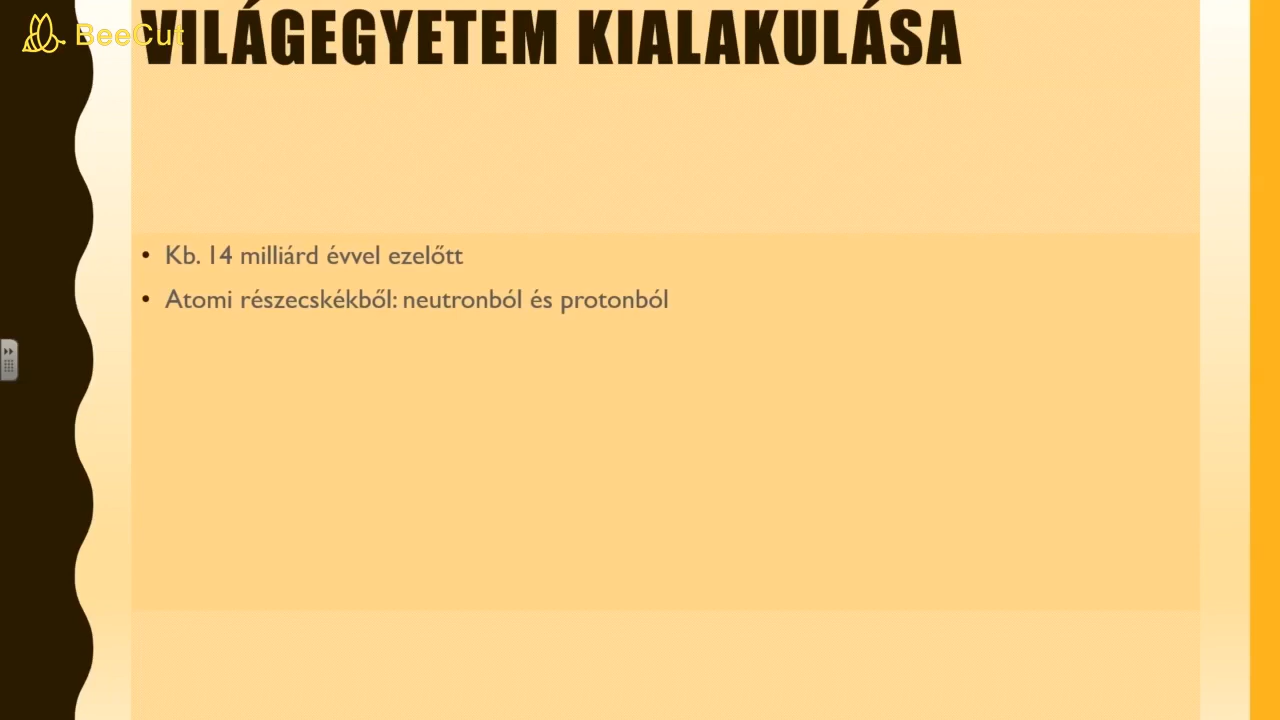 BeeCut
VILÁGEGYETEM KIALAKULÁSA
• Kb. 14 milliárd évvel ezelőtt
• Atomi részecskékből: neutronból és protonból